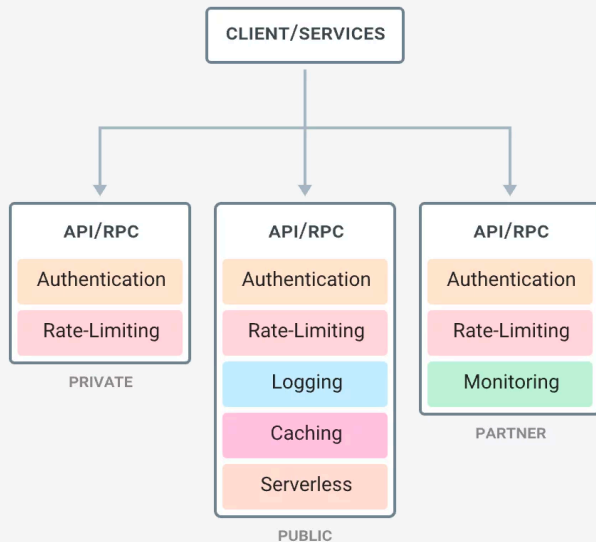 CLIENT/SERVICES
API/RPC
Authentication
Rate-Limiting
PRIVATE
API/RPC
Authentication
Rate-Limiting
Logging
Caching
Serverless
PUBLIC
API/RPC
Authentication
Rate-Limiting
Monitoring
PARTNER